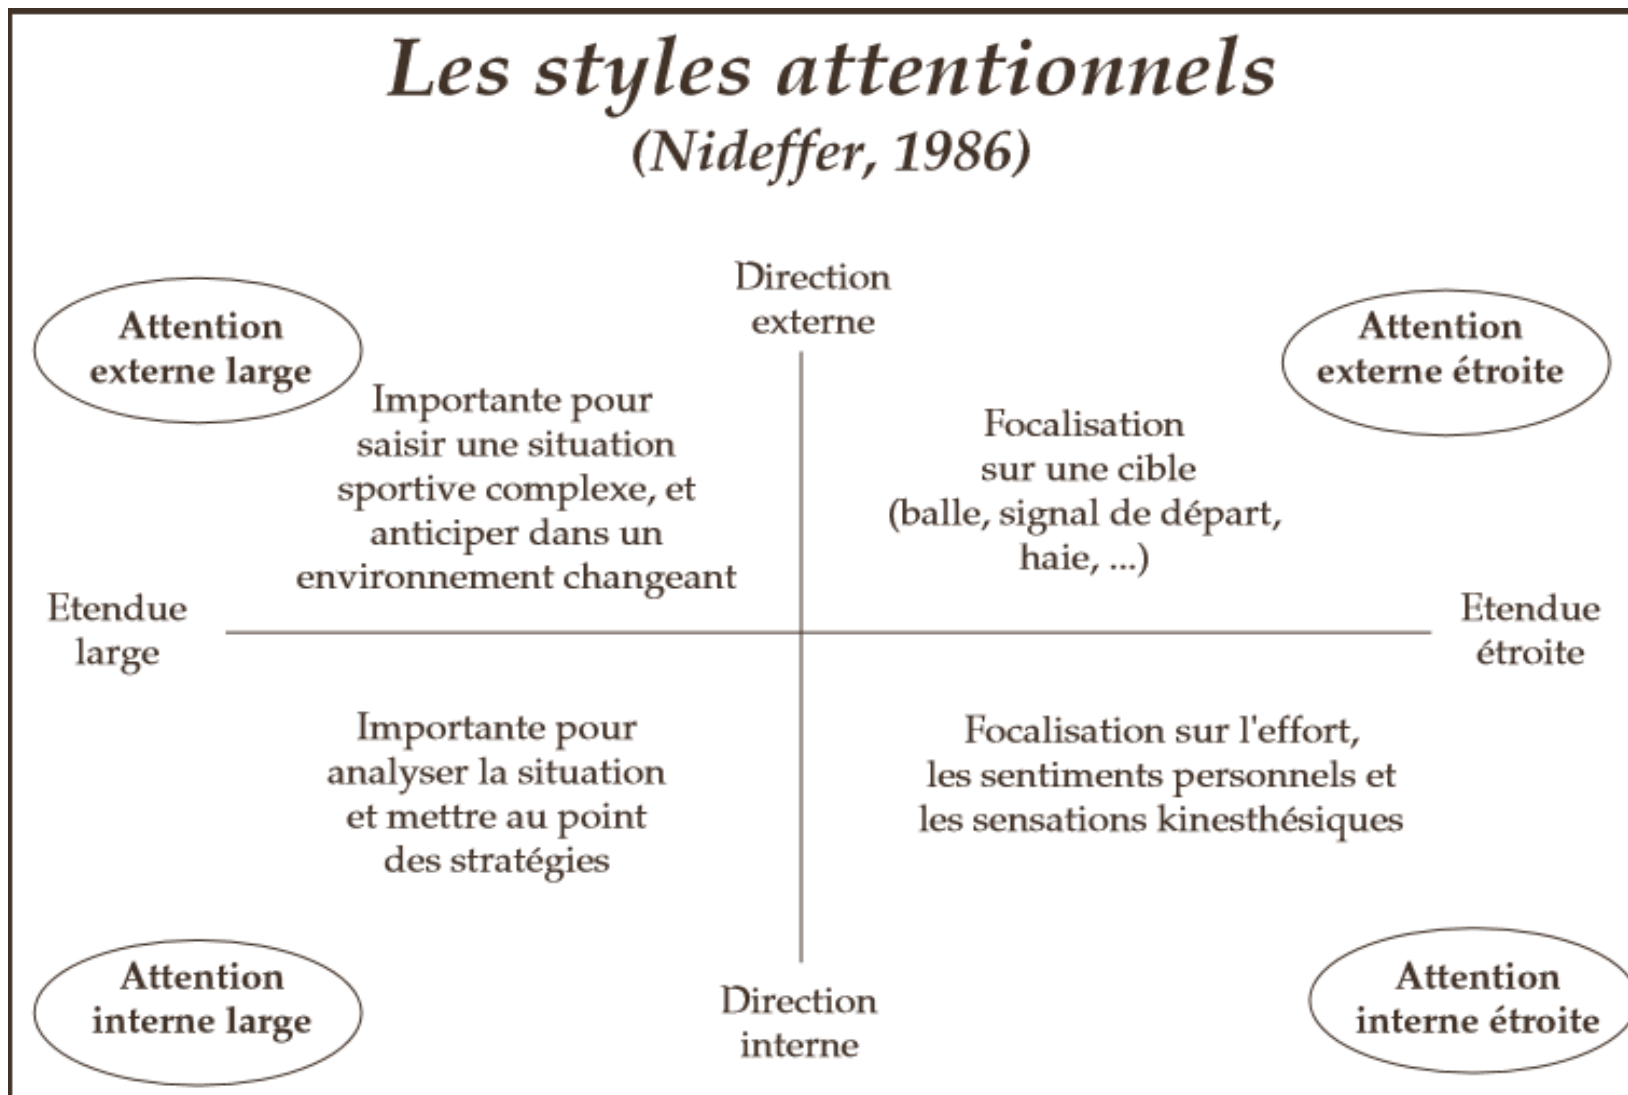 Les styles attentionnels
(Nideffer, 1986)
Direction
externe
Attention
externe large
Attention
externe étroite
Importante pour
saisir une situation
sportive complexe, et
anticiper dans un
environnement changeant
Focalisation
sur une cible
(balle, signal de départ,
haie, ...)
Etendue
large
Etendue
étroite
Importante pour
analyser la situation
et mettre au point
des stratégies
Focalisation sur l'effort,
les sentiments personnels et
les sensations kinesthésiques
Attention
interne large
Direction
interne
Attention
interne étroite